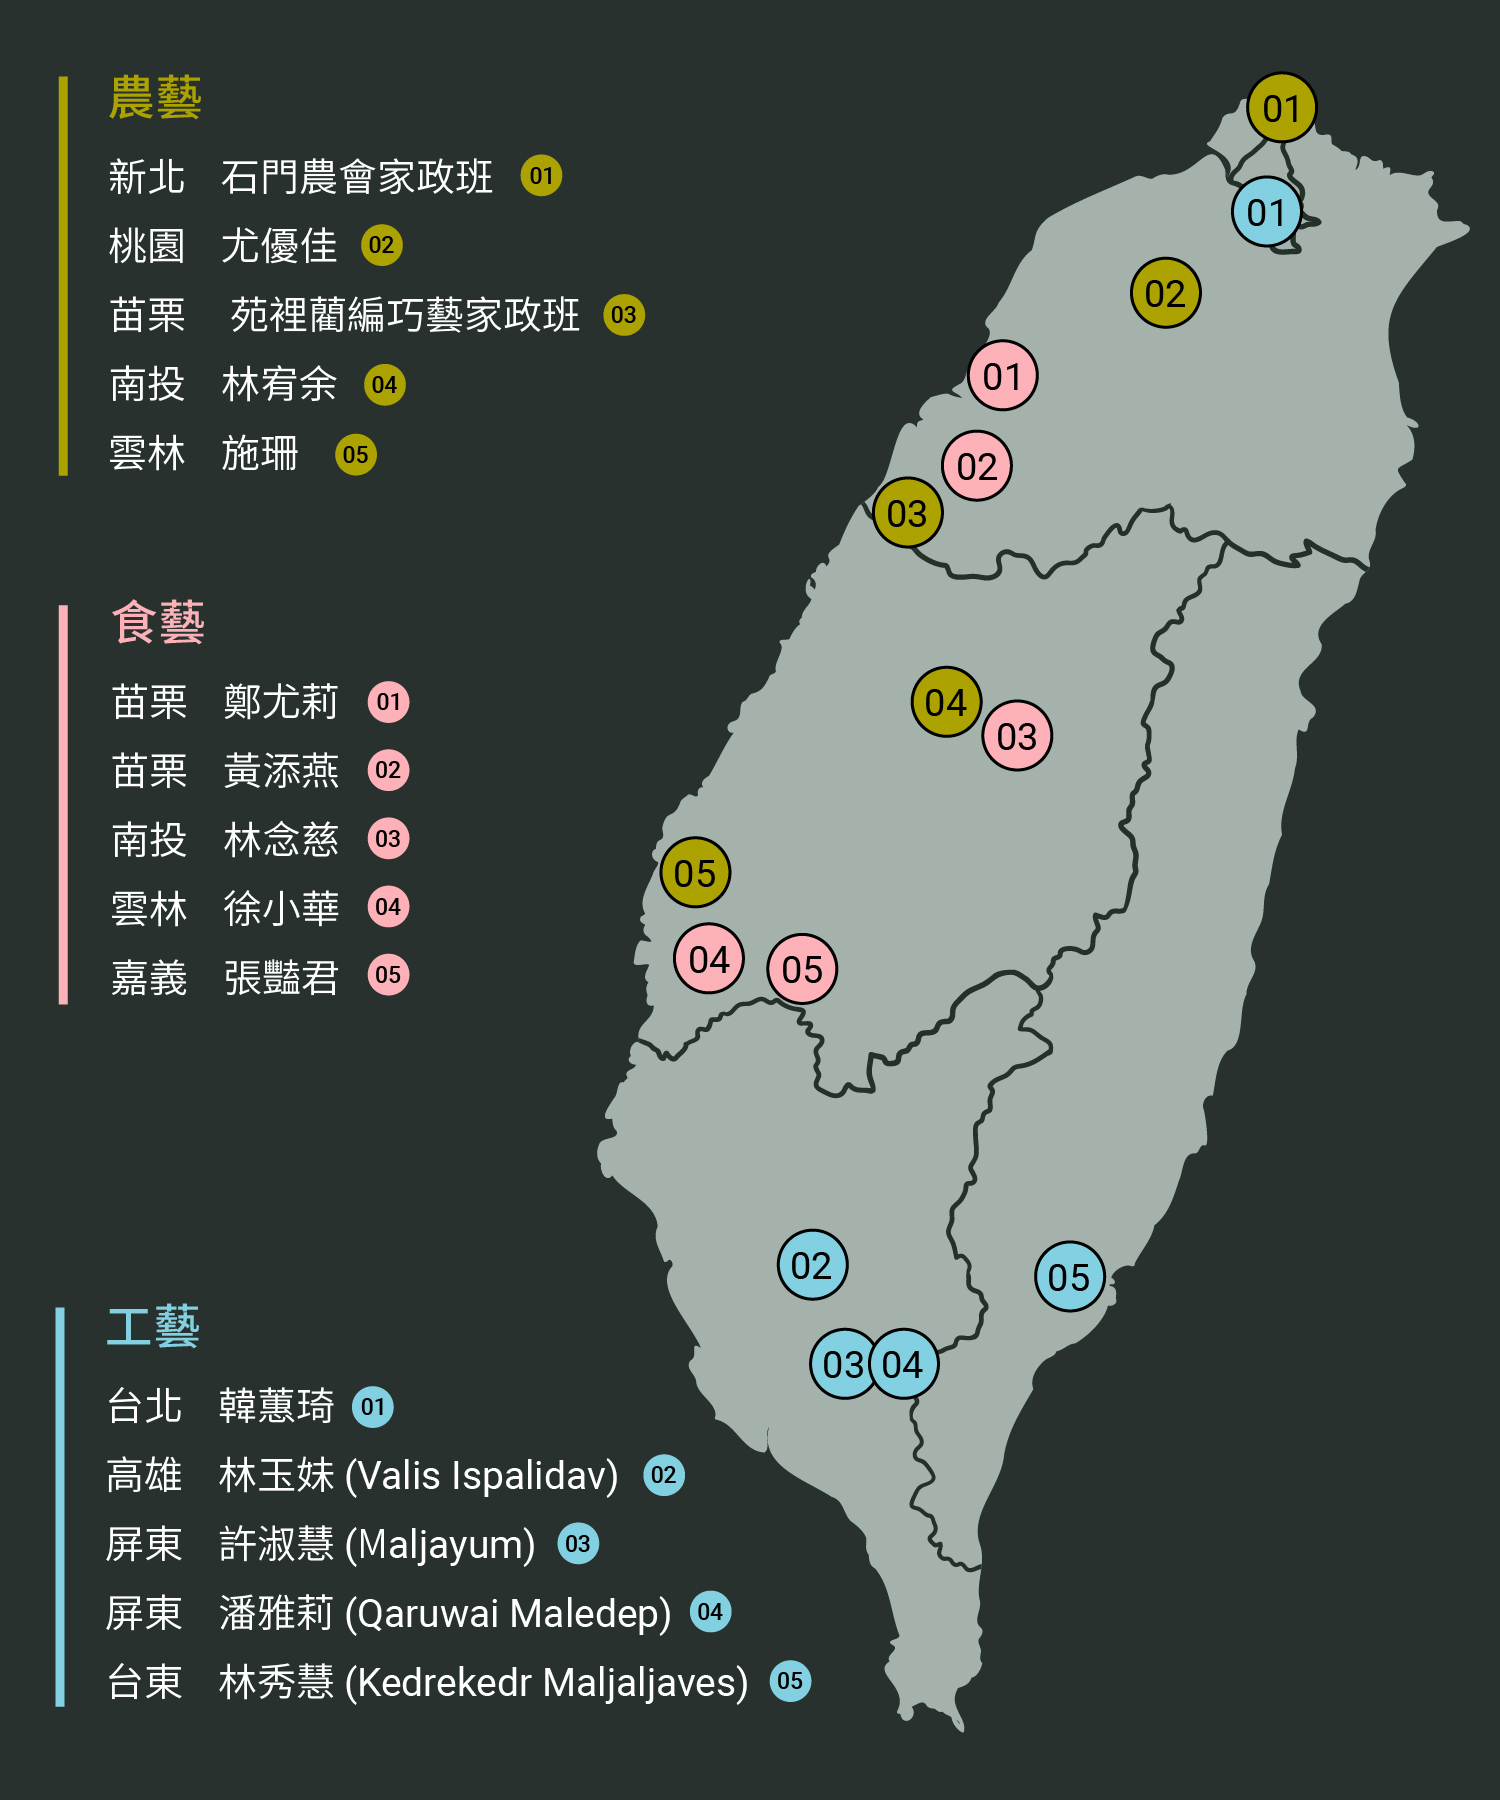 農藝
新北 石門農會家政班 01
桃園 尤優佳 02
苗栗 苑裡藺編巧藝家政班 03
南投 林宥余 04
雲林 施珊 05
食藝
苗栗 鄭尤莉 01
苗栗 黃添燕 02
南投 林念慈 03
雲林 徐小華 04
嘉義 張豔君 05
工藝
台北 韓蕙琦 01
高雄 林玉妹 (Valis Ispalidav) 02
屏東 許淑慧 (Maljayum) 03
屏東 潘雅莉 (Qaruwai Maledep) 04
台東 林秀慧 (Kedrekedr Maljaljaves) 05
01
01
02
01
02
03
04
03
05
04
05
02
05
03
04